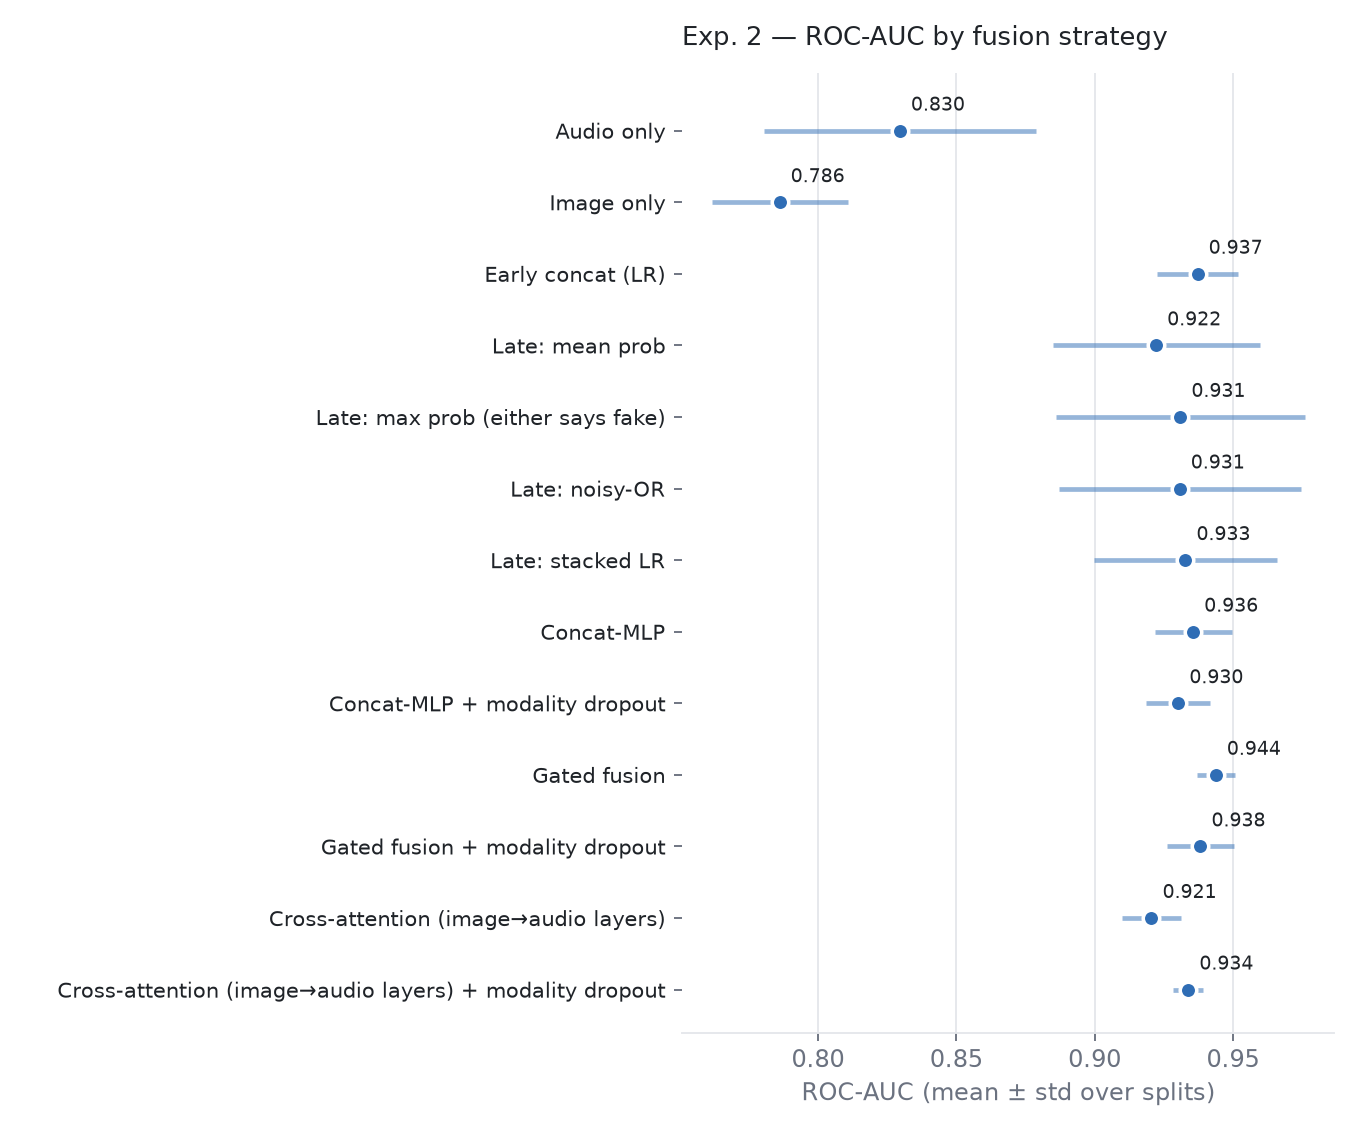 Exp. 2 — ROC-AUC by fusion strategy
0.830
Audio only
0.786
Image only
0.937
Early concat (LR)
0.922
Late: mean prob
0.931
Late: max prob (either says fake)
0.931
Late: noisy-OR
0.933
Late: stacked LR
0.936
Concat-MLP
0.930
Concat-MLP + modality dropout
0.944
Gated fusion
0.938
Gated fusion + modality dropout
0.921
Cross-attention (image→audio layers)
0.934
Cross-attention (image→audio layers) + modality dropout
0.80 0.85 0.90 0.95
ROC-AUC (mean ± std over splits)